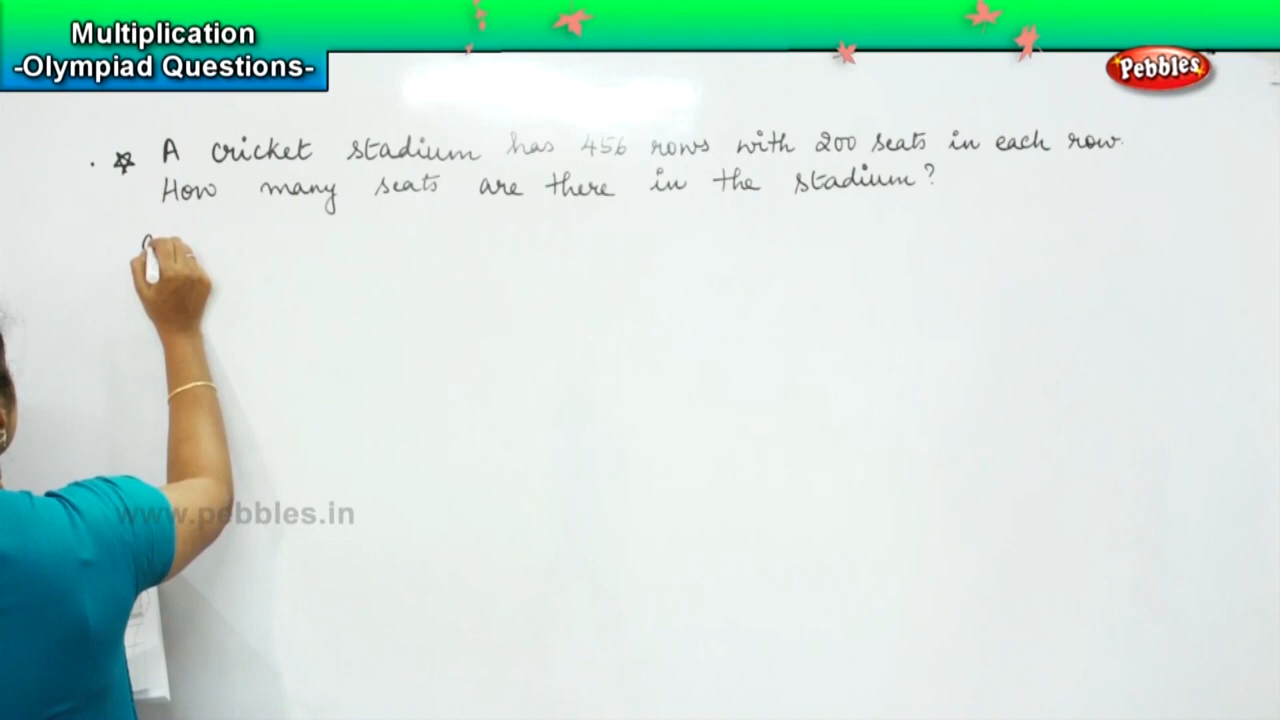 Multiplication
-Olympiad Questions-
Pebbles
A cricket stadium has 456 rows with 200 seats in each row.
How many seats are there in the stadium?
www.pebbles.in